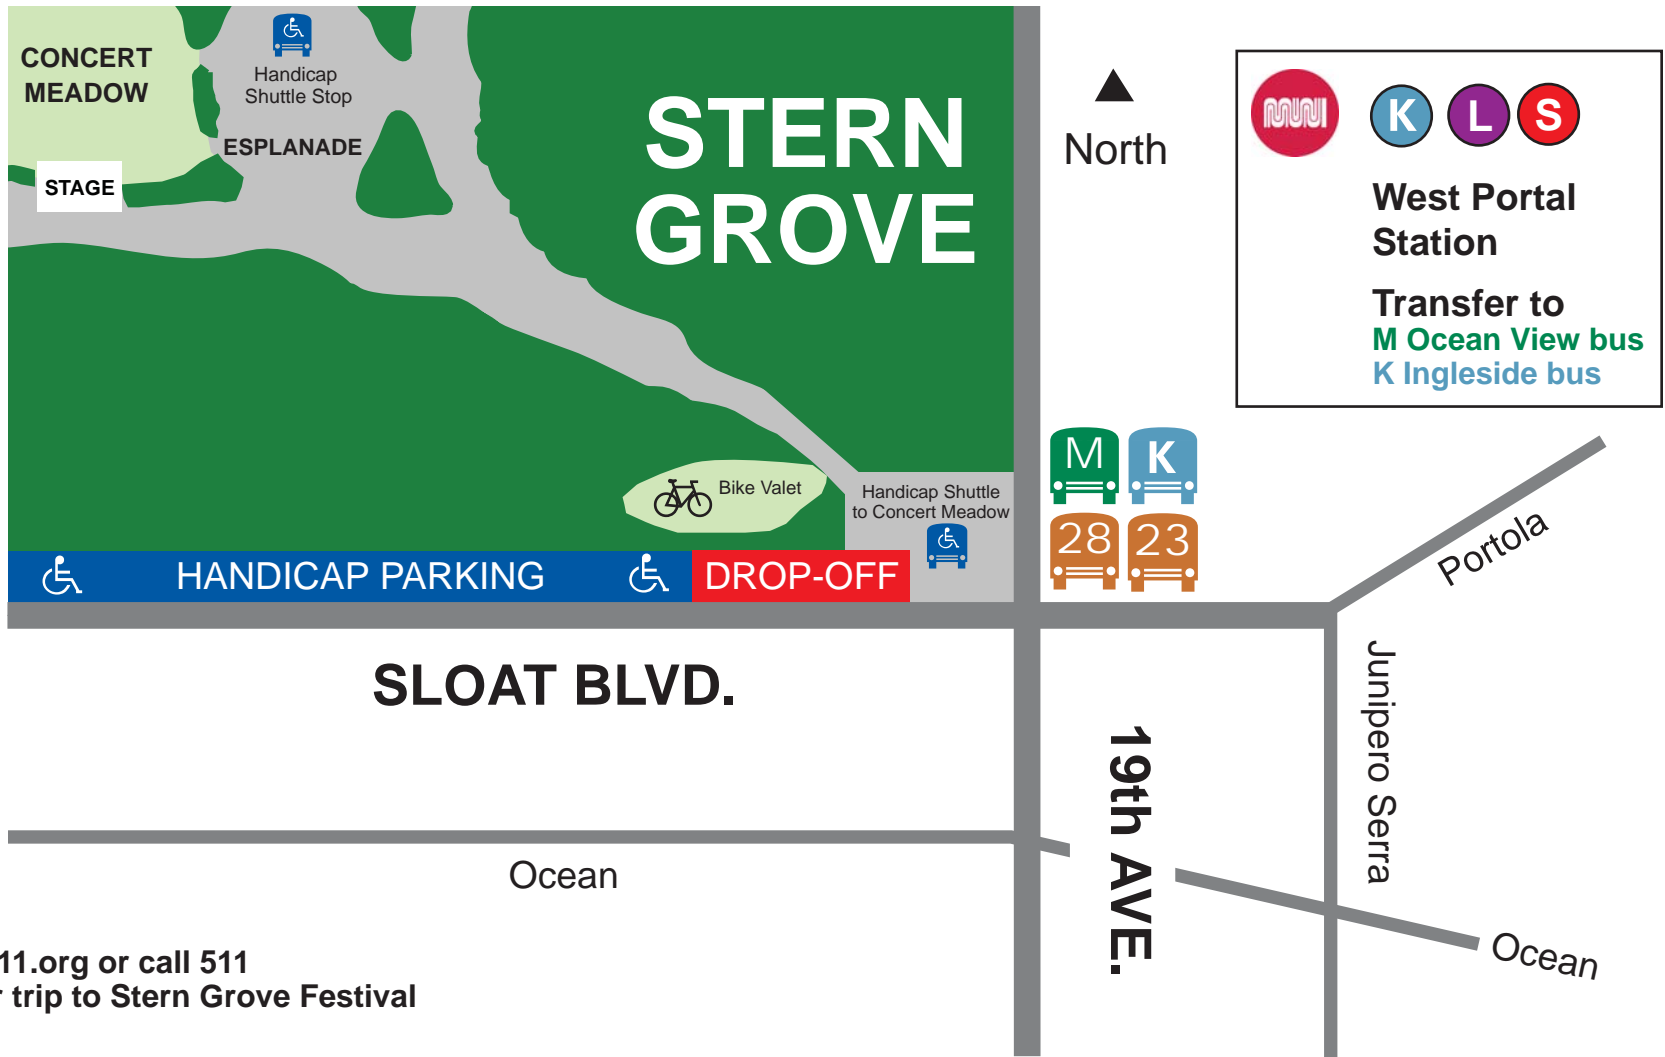 CONCERT
MEADOW
Handicap
Shuttle Stop
ESPLANADE
STAGE
STERN
GROVE
North
MUNI
K L S
West Portal
Station
Transfer to
M Ocean View bus
K Ingleside bus
M K
28 23
Bike Valet
Handicap Shuttle
to Concert Meadow
HANDICAP PARKING
DROP-OFF
Portola
SLOAT BLVD.
Junipero Serra
19th AVE.
Ocean
Ocean
11.org or call 511
r trip to Stern Grove Festival